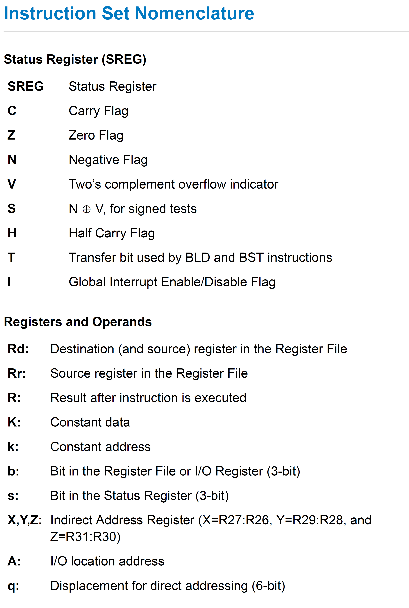 Instruction Set Nomenclature
Status Register (SREG)
SREG Status Register
C Carry Flag
Z Zero Flag
N Negative Flag
V Two's complement overflow indicator
S N ⊕ V, for signed tests
H Half Carry Flag
T Transfer bit used by BLD and BST instructions
I Global Interrupt Enable/Disable Flag
Registers and Operands
Rd: Destination (and source) register in the Register File
Rr: Source register in the Register File
R: Result after instruction is executed
K: Constant data
k: Constant address
b: Bit in the Register File or I/O Register (3-bit)
s: Bit in the Status Register (3-bit)
X,Y,Z: Indirect Address Register (X=R27:R26, Y=R29:R28, and
Z=R31:R30)
A: I/O location address
q: Displacement for direct addressing (6-bit)